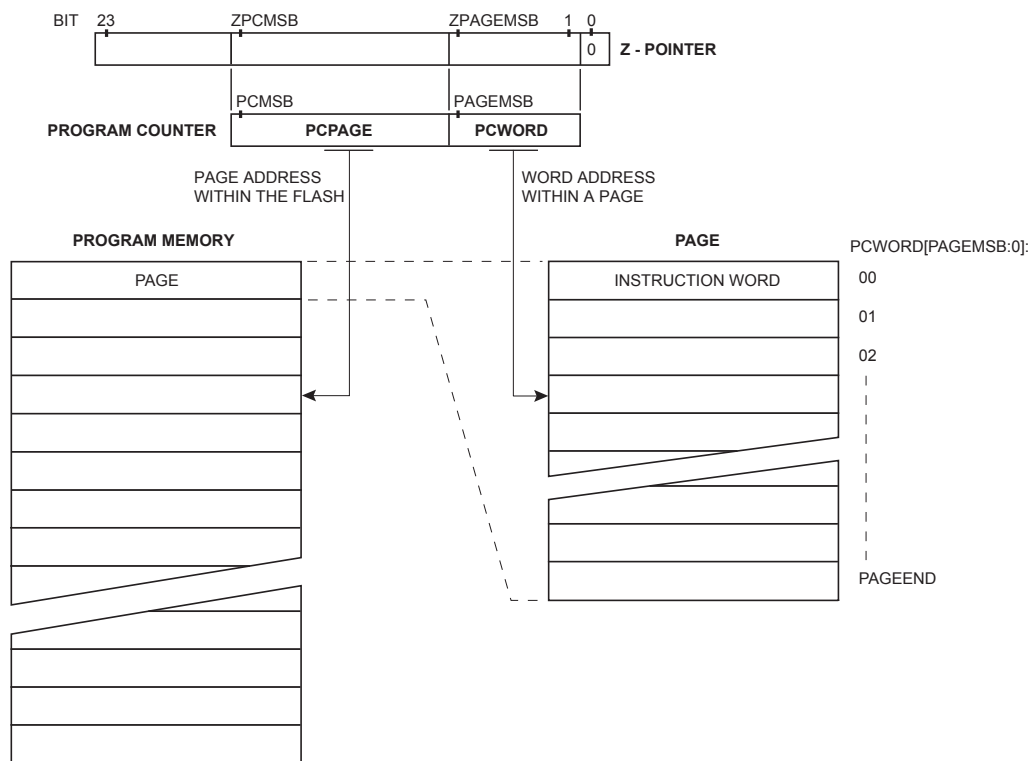 BIT 23 ZPCMSB ZPAGEMSB 1 0
0 Z - POINTER
PCMSB PAGEMSB
PROGRAM COUNTER PCPAGE PCWORD
PAGE ADDRESS
WITHIN THE FLASH
WORD ADDRESS
WITHIN A PAGE
PROGRAM MEMORY
PAGE
PAGE
PCWORD[PAGEMSB:0]:
INSTRUCTION WORD
00
01
02
PAGEEND